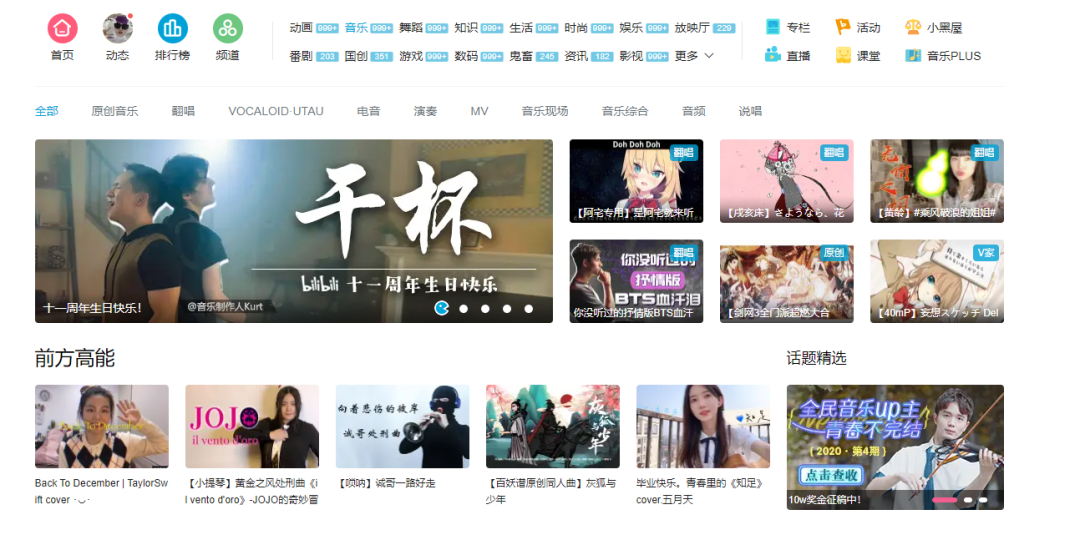 动画 999+ 音乐 999+ 舞蹈 999+ 知识 999+ 生活 999+ 时尚 999+ 娱乐 999+ 放映厅 229
专栏 活动 小黑屋
首页 动态 排行榜 频道
番剧 203 国创 351 游戏 999+ 数码 999+ 鬼畜 245 资讯 182 影视 999+ 更多
直播 课堂 音乐PLUS
全部 原创音乐 翻唱 VOCALOID·UTAU 电音 演奏 MV 音乐现场 音乐综合 音频 说唱
干杯
bilibili 十一周年生日快乐
十一周年生日快乐！
@音乐制作人Kurt
Doh Doh Doh
翻唱
【阿宅专用】是阿宅就来听
翻唱
【戌亥床】さようなら、花
翻唱
【黄龄】#乘风破浪的姐姐#
翻唱
你没听过的
抒情版
BTS血汗泪
你没听过的抒情版BTS血汗
原创
【剑网3全门派超燃大合
V家
【40mP】妄想スケッチ Del
前方高能
话题精选
Back To December | TaylorSw
ift cover ·◡·
JOJO
il vento d'oro
【小提琴】黄金之风处刑曲《i
l vento d'oro》-JOJO的奇妙冒
向着悲伤的彼岸
诚哥处刑曲
【唢呐】诚哥一路好走
灰狐与少年
【百妖谱原创同人曲】灰狐与
少年
知足
毕业快乐。青春里的《知足》
cover.五月天
全民音乐up主
青春不完结
(2020·第4期)
点击查收
10w奖金征稿中！